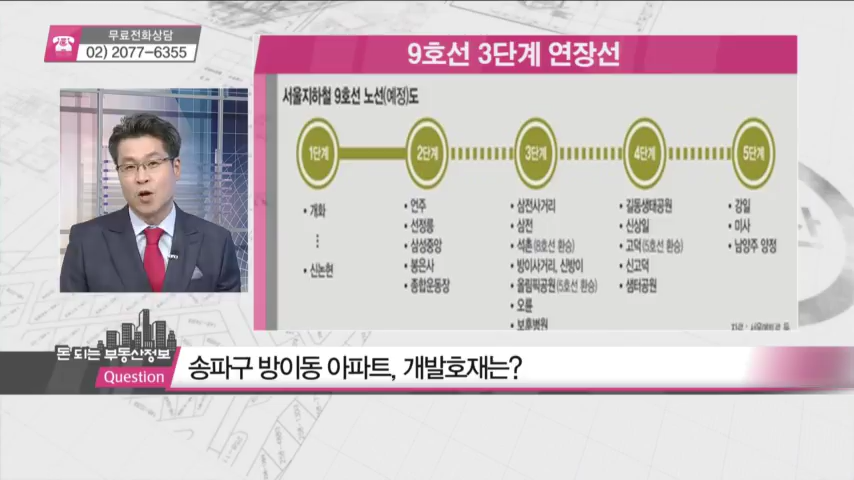 무료전화상담
02) 2077-6355
9호선 3단계 연장선
서울지하철 9호선 노선(예정)도
1단계
2단계
3단계
4단계
5단계
• 개화
• 신논현
• 언주
• 선정릉
• 삼성중앙
• 봉은사
• 종합운동장
• 삼전사거리
• 삼전
• 석촌(8호선 환승)
• 방이사거리, 신방이
• 올림픽공원(5호선 환승)
• 오륜
• 보훈병원
• 길동생태공원
• 신상일
• 고덕(5호선 환승)
• 신고덕
• 샘터공원
• 강일
• 미사
• 남양주 양정
자료 : 서울메트로 등
돈 되는 부동산정보
Question
송파구 방이동 아파트, 개발호재는?